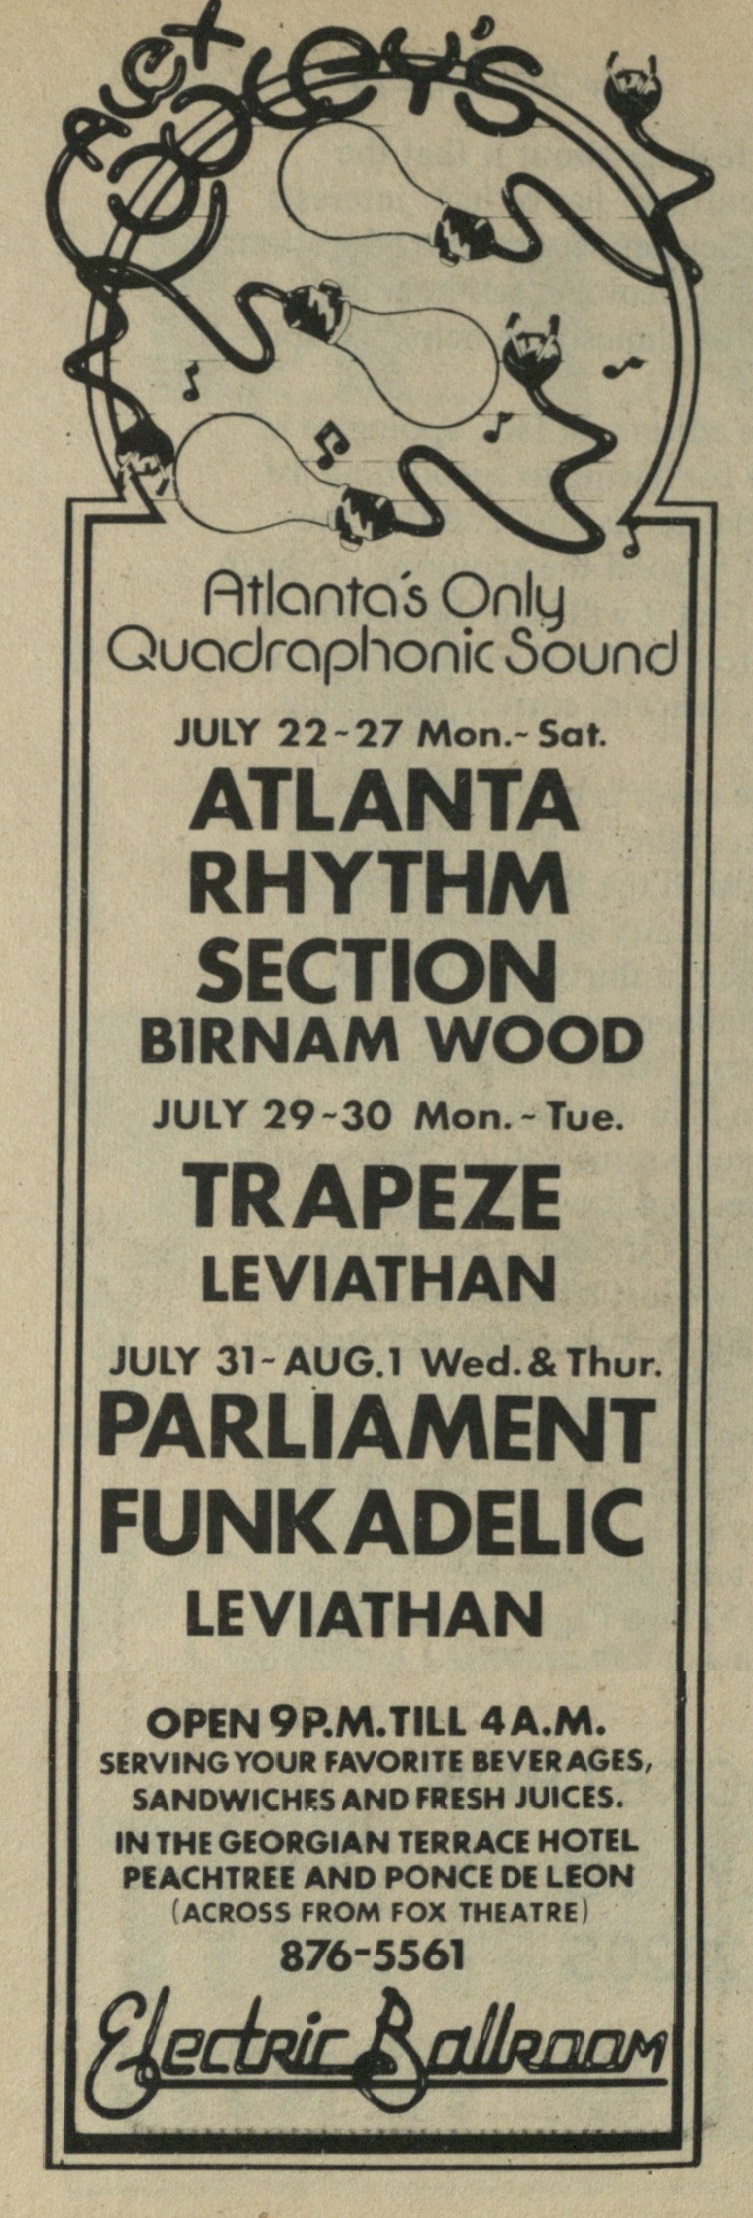 ALEX
COOLEY'S
Atlanta's Only
Quadraphonic Sound
JULY 22~27 Mon.~ Sat.
ATLANTA
RHYTHM
SECTION
BIRNAM WOOD
JULY 29~30 Mon.~ Tue.
TRAPEZE
LEVIATHAN
JULY 31~AUG.1 Wed.& Thur.
PARLIAMENT
FUNKADELIC
LEVIATHAN
OPEN 9P.M. TILL 4A.M.
SERVING YOUR FAVORITE BEVERAGES,
SANDWICHES AND FRESH JUICES.
IN THE GEORGIAN TERRACE HOTEL
PEACHTREE AND PONCE DE LEON
(ACROSS FROM FOX THEATRE)
876-5561
Electric Ballroom